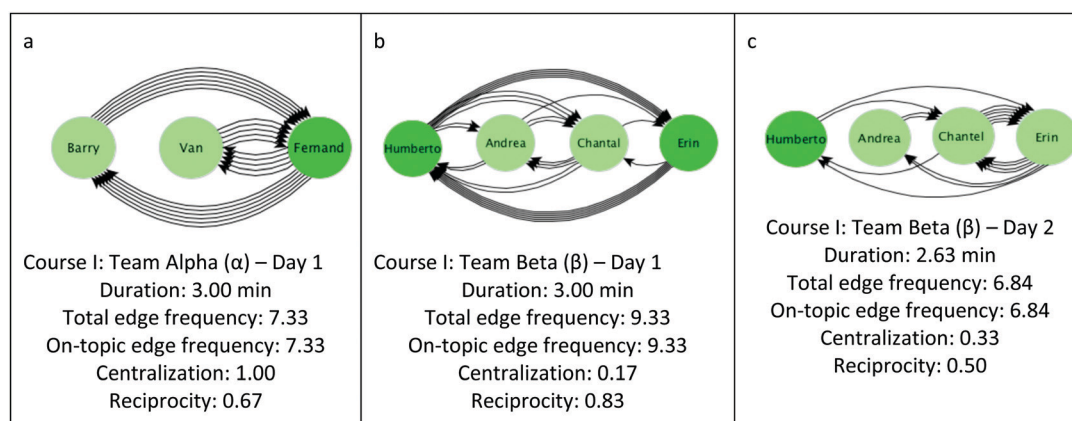 a
Barry
Van
Fernand
Course I: Team Alpha (α) – Day 1
Duration: 3.00 min
Total edge frequency: 7.33
On-topic edge frequency: 7.33
Centralization: 1.00
Reciprocity: 0.67
b
Humberto
Andrea
Chantal
Erin
Course I: Team Beta (β) – Day 1
Duration: 3.00 min
Total edge frequency: 9.33
On-topic edge frequency: 9.33
Centralization: 0.17
Reciprocity: 0.83
c
Humberto
Andrea
Chantel
Erin
Course I: Team Beta (β) – Day 2
Duration: 2.63 min
Total edge frequency: 6.84
On-topic edge frequency: 6.84
Centralization: 0.33
Reciprocity: 0.50